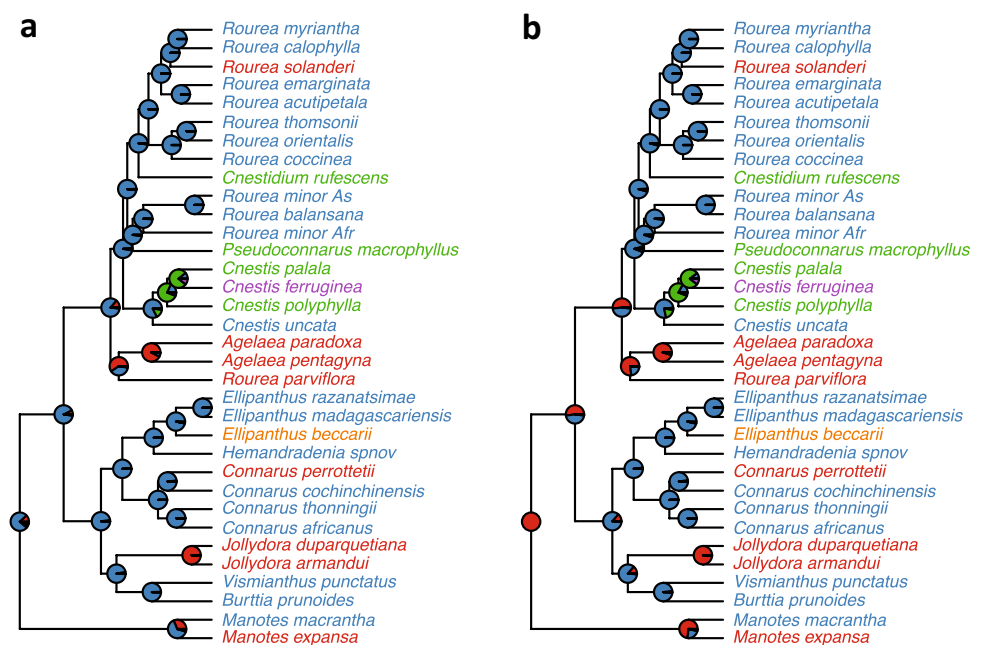 a
Rourea myriantha
Rourea calophylla
Rourea solanderi
Rourea emarginata
Rourea acutipetala
Rourea thomsonii
Rourea orientalis
Rourea coccinea
Cnestidium rufescens
Rourea minor As
Rourea balansana
Rourea minor Afr
Pseudoconnarus macrophyllus
Cnestis palala
Cnestis ferruginea
Cnestis polyphylla
Cnestis uncata
Agelaea paradoxa
Agelaea pentagyna
Rourea parviflora
Ellipanthus razanatsimae
Ellipanthus madagascariensis
Ellipanthus beccarii
Hemandradenia spnov
Connarus perrottetii
Connarus cochinchinensis
Connarus thonningii
Connarus africanus
Jollydora duparquetiana
Jollydora armandui
Vismianthus punctatus
Burttia prunoides
Manotes macrantha
Manotes expansa
b
Rourea myriantha
Rourea calophylla
Rourea solanderi
Rourea emarginata
Rourea acutipetala
Rourea thomsonii
Rourea orientalis
Rourea coccinea
Cnestidium rufescens
Rourea minor As
Rourea balansana
Rourea minor Afr
Pseudoconnarus macrophyllus
Cnestis palala
Cnestis ferruginea
Cnestis polyphylla
Cnestis uncata
Agelaea paradoxa
Agelaea pentagyna
Rourea parviflora
Ellipanthus razanatsimae
Ellipanthus madagascariensis
Ellipanthus beccarii
Hemandradenia spnov
Connarus perrottetii
Connarus cochinchinensis
Connarus thonningii
Connarus africanus
Jollydora duparquetiana
Jollydora armandui
Vismianthus punctatus
Burttia prunoides
Manotes macrantha
Manotes expansa